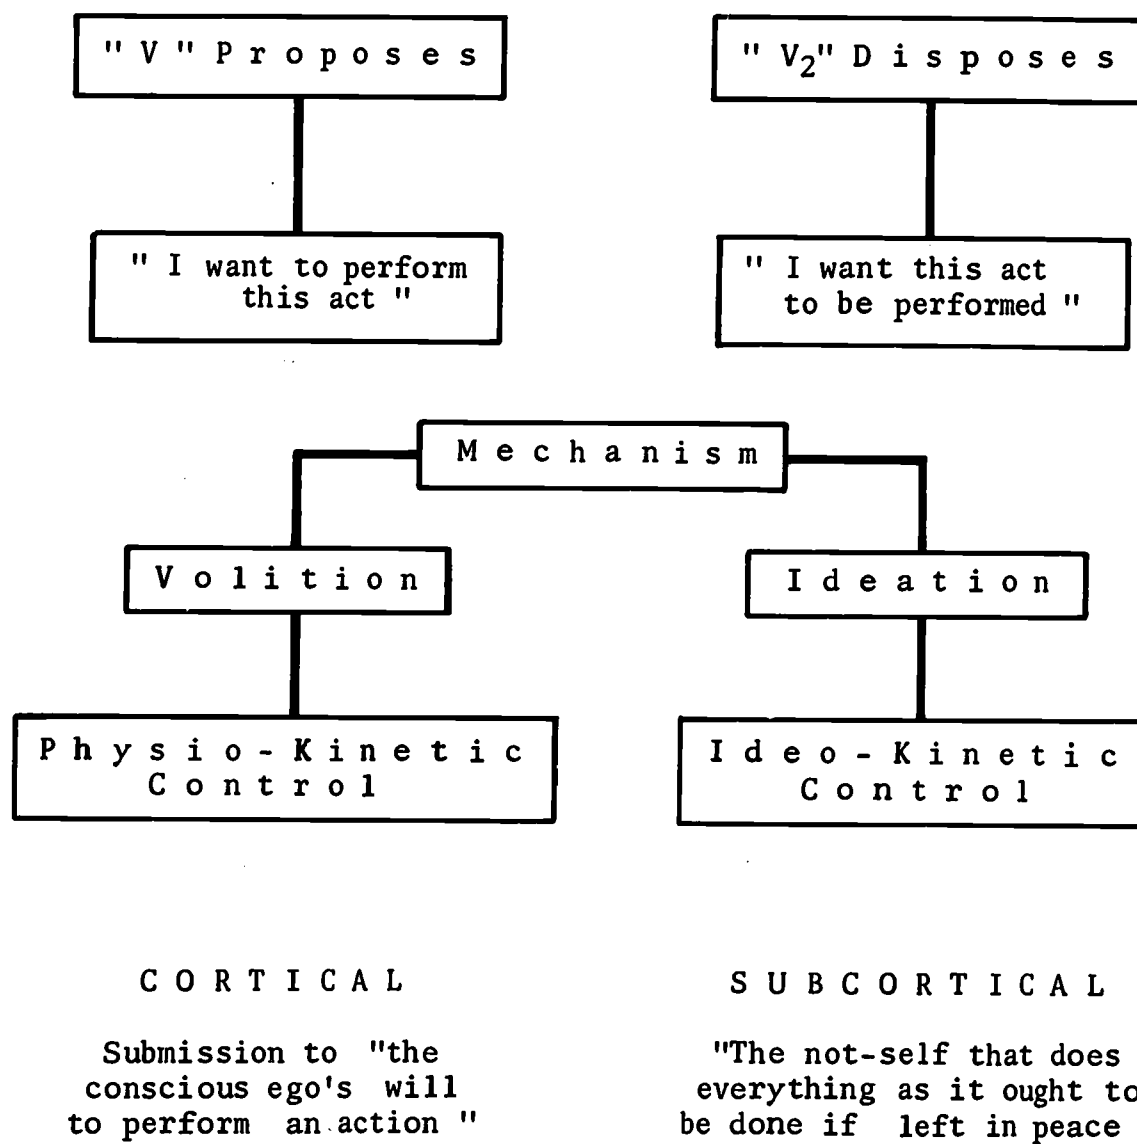 "V" Proposes
"V₂" Disposes
" I want to perform
this act "
" I want this act
to be performed "
Mechanism
Volition
Ideation
Physio-Kinetic
Control
Ideo-Kinetic
Control
CORTICAL
Submission to "the
conscious ego's will
to perform an action "
SUBCORTICAL
"The not-self that does
everything as it ought to
be done if left in peace